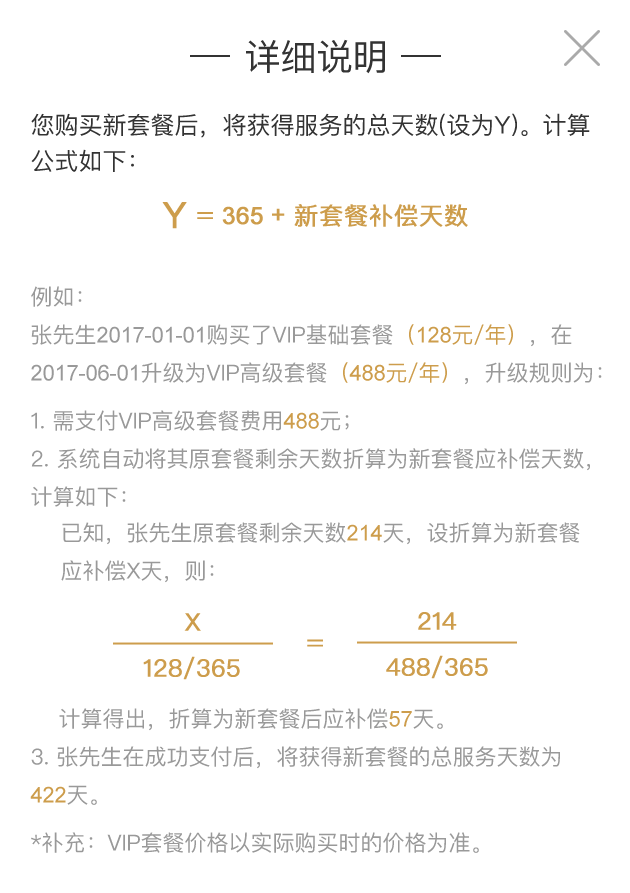 详细说明
您购买新套餐后，将获得服务的总天数(设为Y)。计算
公式如下：
Y = 365 + 新套餐补偿天数
例如：
张先生2017-01-01购买了VIP基础套餐（128元/年），在
2017-06-01升级为VIP高级套餐（488元/年），升级规则为：
1. 需支付VIP高级套餐费用488元；
2. 系统自动将其原套餐剩余天数折算为新套餐应补偿天数，
计算如下：
已知，张先生原套餐剩余天数214天，设折算为新套餐
应补偿X天，则：
X
128/365
=
214
488/365
计算得出，折算为新套餐后应补偿57天。
3. 张先生在成功支付后，将获得新套餐的总服务天数为
422天。
*补充：VIP套餐价格以实际购买时的价格为准。